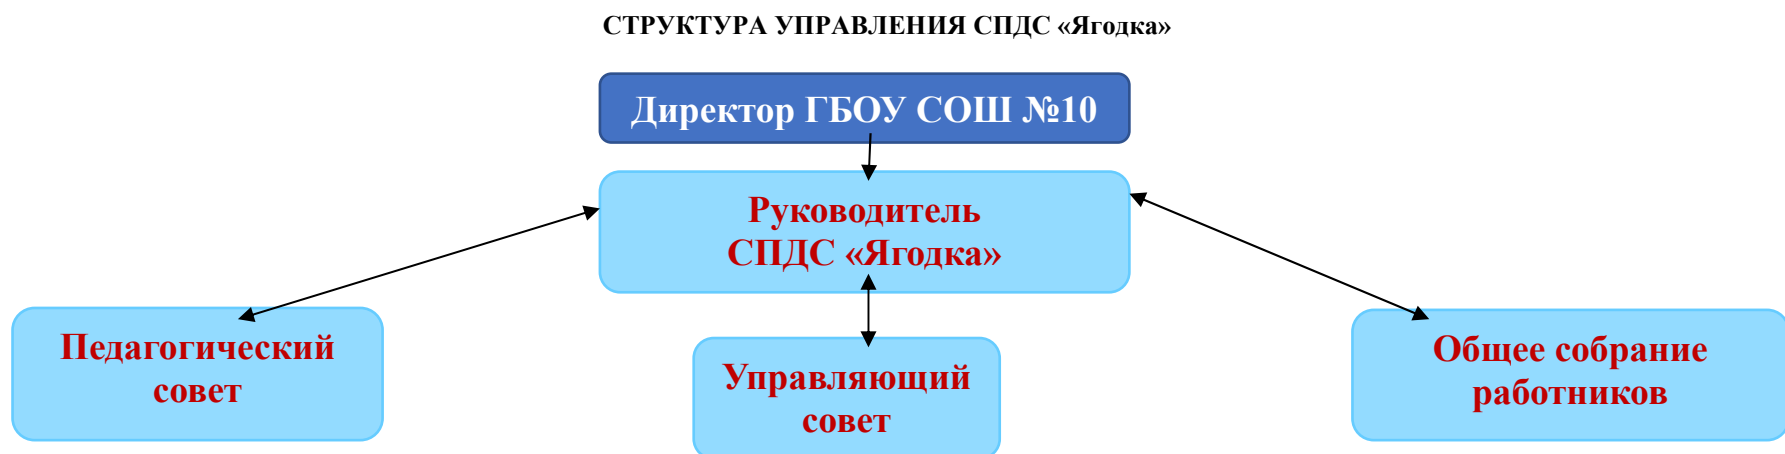 СТРУКТУРА УПРАВЛЕНИЯ СПДС «Ягодка»
Директор ГБОУ СОШ №10
Руководитель
СПДС «Ягодка»
Педагогический
совет
Управляющий
совет
Общее собрание
работников